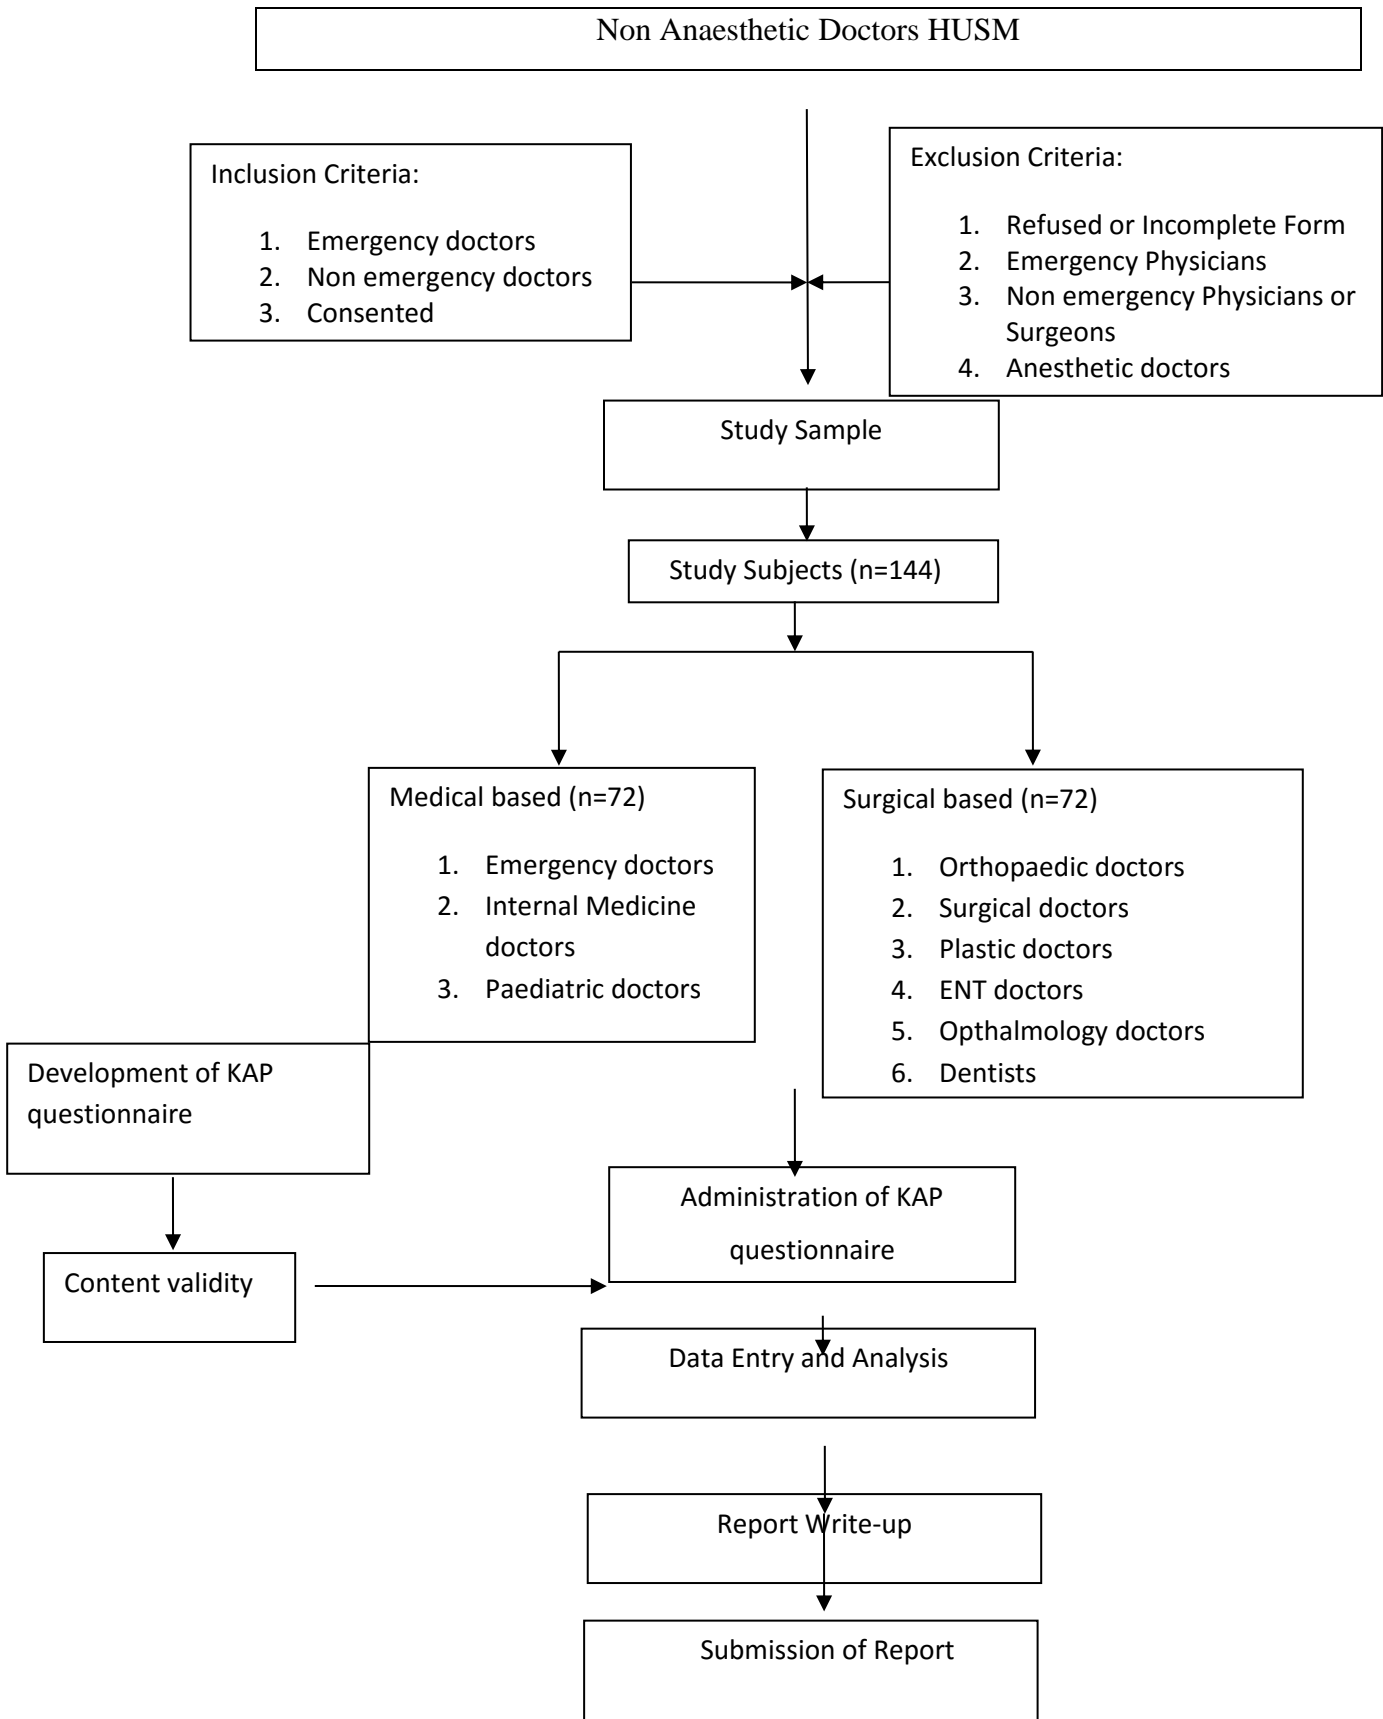 Non Anaesthetic Doctors HUSM
Inclusion Criteria:
1. Emergency doctors
2. Non emergency doctors
3. Consented
Exclusion Criteria:
1. Refused or Incomplete Form
2. Emergency Physicians
3. Non emergency Physicians or
Surgeons
4. Anesthetic doctors
Study Sample
Study Subjects (n=144)
Medical based (n=72)
1. Emergency doctors
2. Internal Medicine
doctors
3. Paediatric doctors
Surgical based (n=72)
1. Orthopaedic doctors
2. Surgical doctors
3. Plastic doctors
4. ENT doctors
5. Opthalmology doctors
6. Dentists
Development of KAP
questionnaire
Content validity
Administration of KAP
questionnaire
Data Entry and Analysis
Report Write-up
Submission of Report